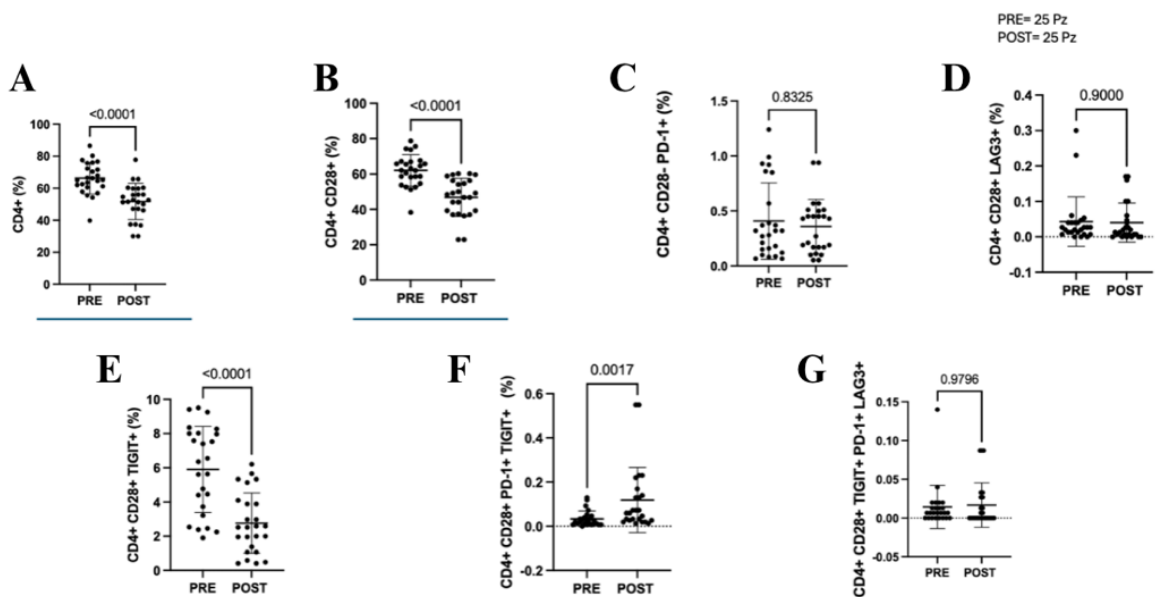 PRE= 25 Pz
POST= 25 Pz
A
<0.0001
CD4+ (%)
100
80
60
40
20
0
PRE POST
B
<0.0001
CD4+ CD28+ (%)
100
80
60
40
20
0
PRE POST
C
0.8325
CD4+ CD28- PD-1+ (%)
1.5
1.0
0.5
0.0
PRE POST
D
0.9000
CD4+ CD28+ LAG3+ (%)
0.4
0.3
0.2
0.1
0.0
-0.1
PRE POST
E
<0.0001
CD4+ CD28+ TIGIT+ (%)
10
8
6
4
2
0
PRE POST
F
0.0017
CD4+ CD28+ PD-1+ TIGIT+ (%)
0.6
0.4
0.2
0.0
-0.2
PRE POST
G
0.9796
CD4+ CD28+ TIGIT+ PD-1+ LAG3+
0.15
0.10
0.05
0.00
-0.05
PRE POST